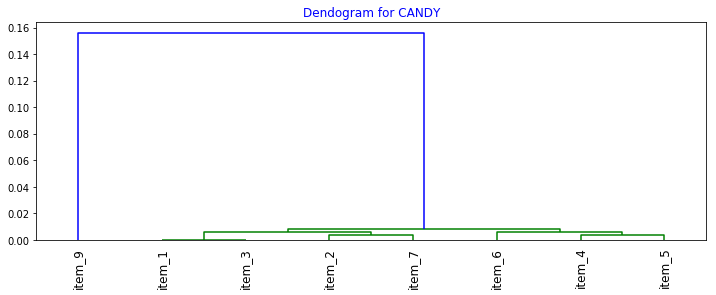 Dendogram for CANDY
0.16
0.14
0.12
0.10
0.08
0.06
0.04
0.02
0.00
item_9
item_1
item_3
item_2
item_7
item_6
item_4
item_5